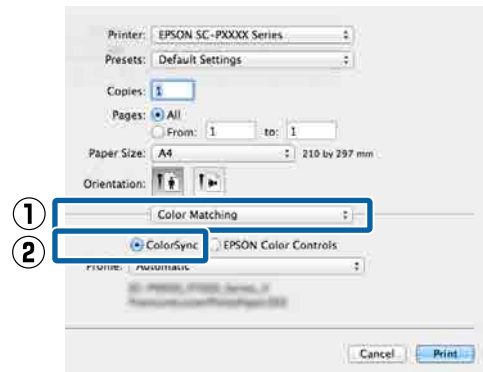 Printer: EPSON SC-PXXXX Series
Presets: Default Settings
Copies: 1
Pages: All
From: 1 to: 1
Paper Size: A4 210 by 297 mm
Orientation:
1 Color Matching
2 ColorSync EPSON Color Controls
Profile: Automatic
Cancel Print